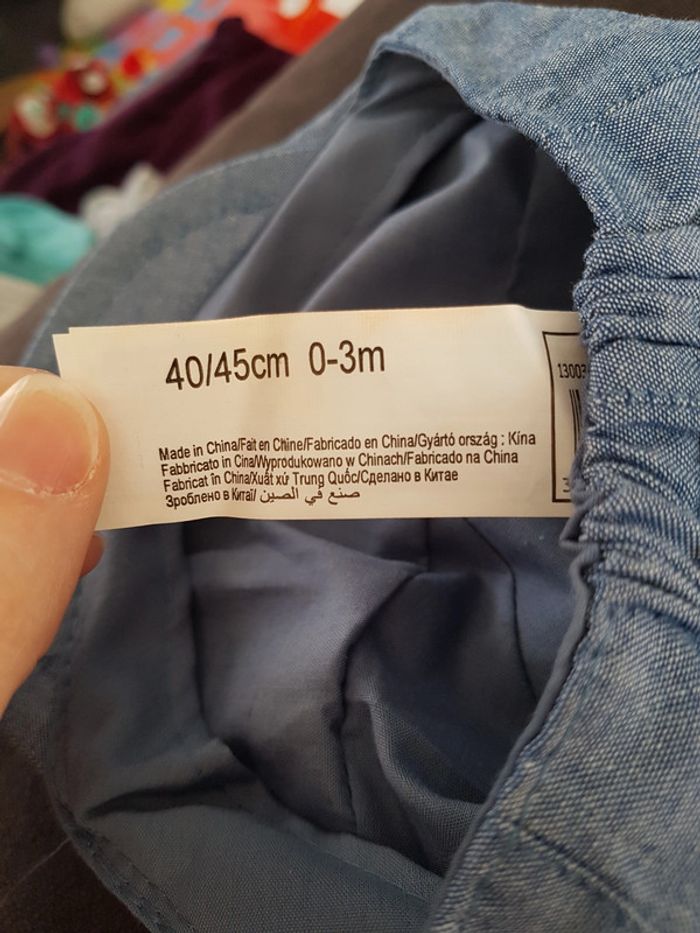 40/45cm 0-3m
Made in China/Fait en Chine/Fabricado en China/Gyártó ország : Kína
Fabbricato in Cina/Wyprodukowano w Chinach/Fabricado na China
Fabricat în China/Xuất xứ Trung Quốc/Сделано в Китае
Зроблено в Китаї/ صنع في الصين
13003